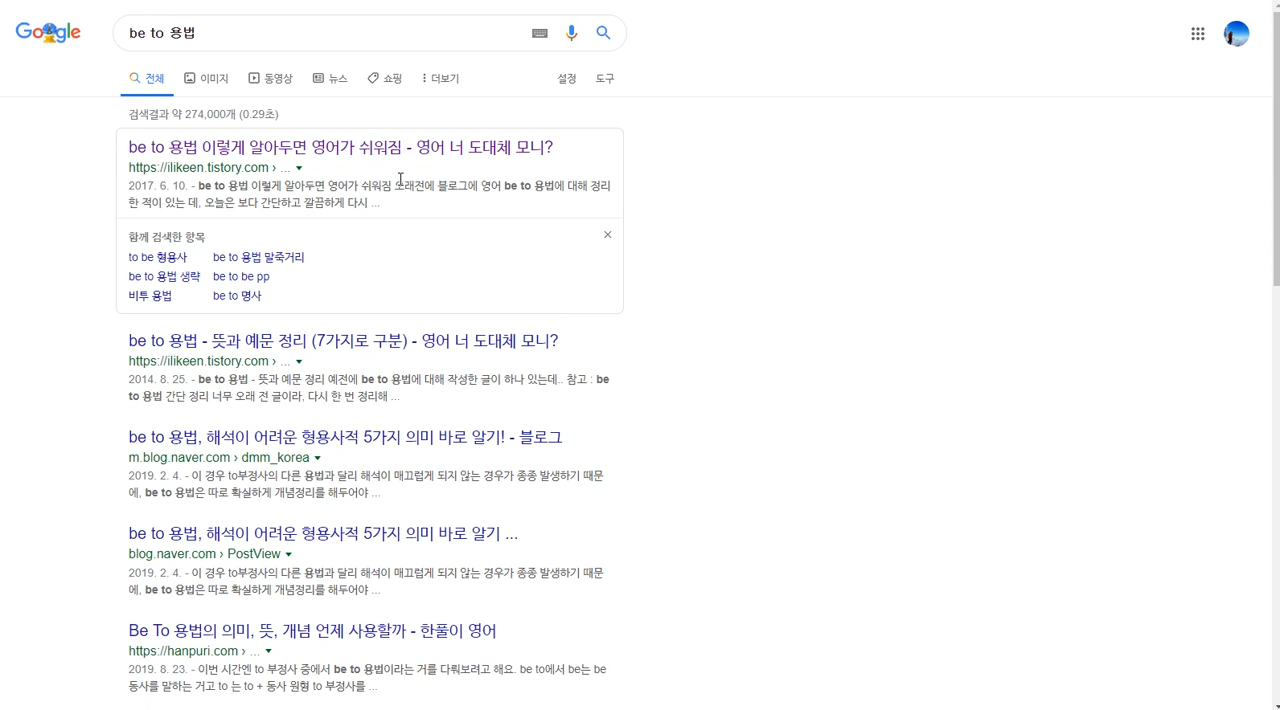 Google
be to 용법
전체 이미지 동영상 뉴스 쇼핑 더보기 설정 도구
검색결과 약 274,000개 (0.29초)
be to 용법 이렇게 알아두면 영어가 쉬워짐 - 영어 너 도대체 모니?
https://ilikeen.tistory.com › ...
2017. 6. 10. - be to 용법 이렇게 알아두면 영어가 쉬워짐 오래전에 블로그에 영어 be to 용법에 대해 정리
한 적이 있는 데, 오늘은 보다 간단하고 깔끔하게 다시 ...
함께 검색한 항목
to be 형용사 be to 용법 말죽거리
be to 용법 생략 be to be pp
비투 용법 be to 명사
be to 용법 - 뜻과 예문 정리 (7가지로 구분) - 영어 너 도대체 모니?
https://ilikeen.tistory.com › ...
2014. 8. 25. - be to 용법 - 뜻과 예문 정리 예전에 be to 용법에 대해 작성한 글이 하나 있는데.. 참고 : be
to 용법 간단 정리 너무 오래 전 글이라, 다시 한 번 정리해 ...
be to 용법, 해석이 어려운 형용사적 5가지 의미 바로 알기! - 블로그
m.blog.naver.com › dmm_korea
2019. 2. 4. - 이 경우 to부정사의 다른 용법과 달리 해석이 매끄럽게 되지 않는 경우가 종종 발생하기 때문
에, be to 용법은 따로 확실하게 개념정리를 해두어야 ...
be to 용법, 해석이 어려운 형용사적 5가지 의미 바로 알기 ...
blog.naver.com › PostView
2019. 2. 4. - 이 경우 to부정사의 다른 용법과 달리 해석이 매끄럽게 되지 않는 경우가 종종 발생하기 때문
에, be to 용법은 따로 확실하게 개념정리를 해두어야 ...
Be To 용법의 의미, 뜻, 개념 언제 사용할까 - 한풀이 영어
https://hanpuri.com › ...
2019. 8. 23. - 이번 시간엔 to 부정사 중에서 be to 용법이라는 거를 다뤄보려고 해요. be to에서 be는 be
동사를 말하는 거고 to 는 to + 동사 원형 to 부정사를 ...